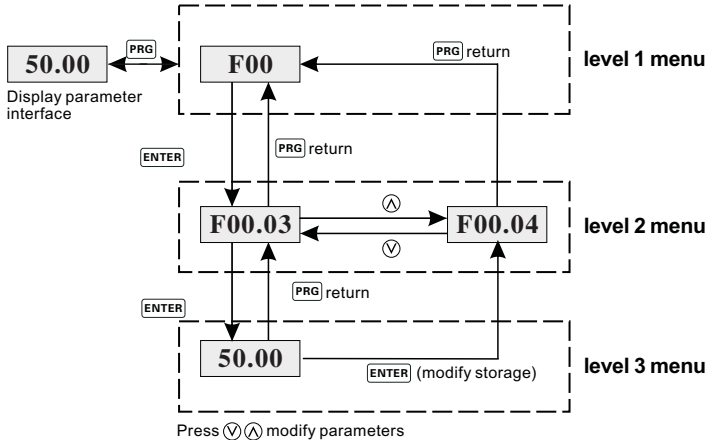 PRG
PRG return
50.00
F00
level 1 menu
Display parameter
interface
PRG return
ENTER
F00.03
F00.04
level 2 menu
PRG return
ENTER
50.00
ENTER (modify storage)
level 3 menu
Press modify parameters